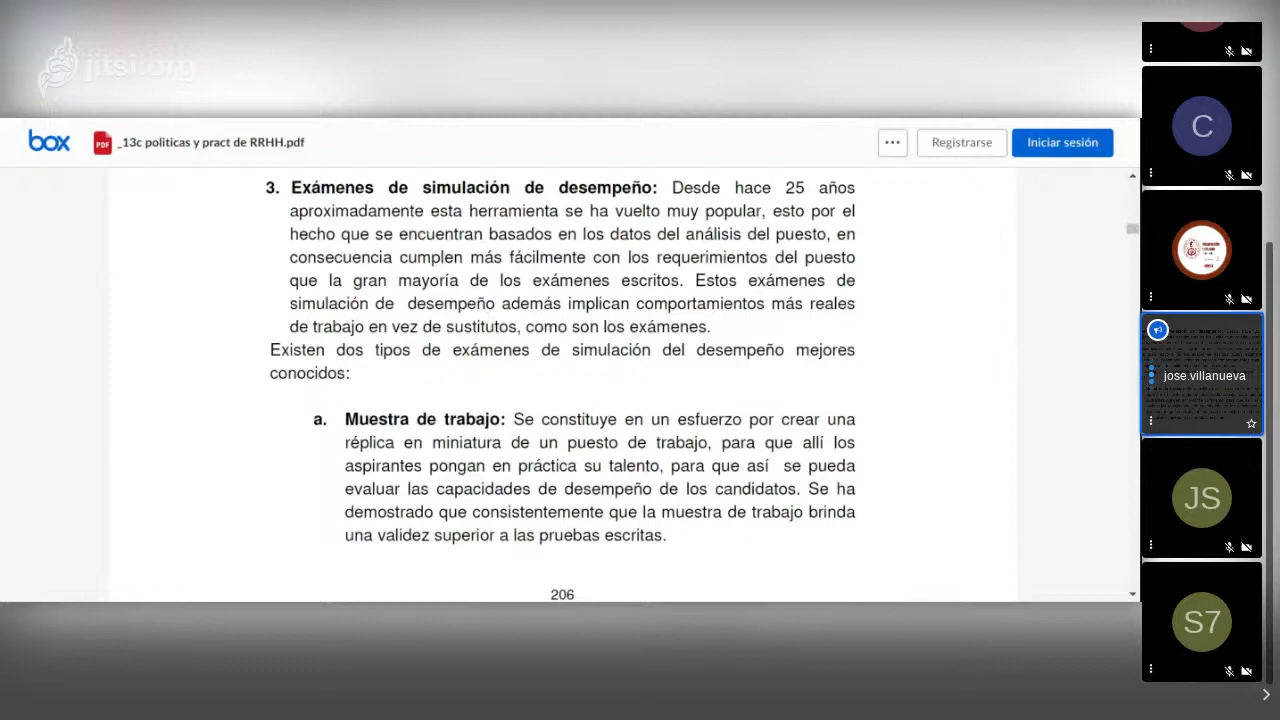 jitsi.org
box
PDF
_13c politicas y pract de RRHH.pdf
Registrarse
Iniciar sesión
3. Exámenes de simulación de desempeño: Desde hace 25 años
aproximadamente esta herramienta se ha vuelto muy popular, esto por el
hecho que se encuentran basados en los datos del análisis del puesto, en
consecuencia cumplen más fácilmente con los requerimientos del puesto
que la gran mayoría de los exámenes escritos. Estos exámenes de
simulación de desempeño además implican comportamientos más reales
de trabajo en vez de sustitutos, como son los exámenes.
Existen dos tipos de exámenes de simulación del desempeño mejores
conocidos:
a. Muestra de trabajo: Se constituye en un esfuerzo por crear una
réplica en miniatura de un puesto de trabajo, para que allí los
aspirantes pongan en práctica su talento, para que así se pueda
evaluar las capacidades de desempeño de los candidatos. Se ha
demostrado que consistentemente que la muestra de trabajo brinda
una validez superior a las pruebas escritas.
206
C
jose.villanueva
JS
S7